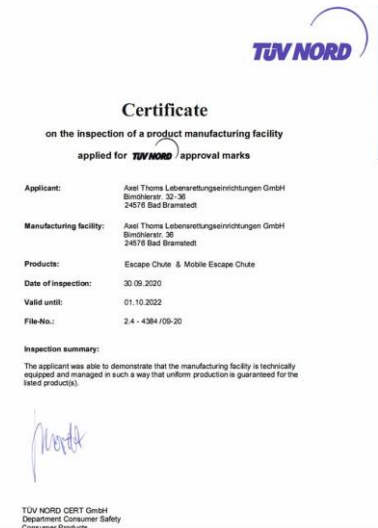 TÜV NORD
Certificate
on the inspection of a product manufacturing facility
applied for TÜV NORD approval marks
Applicant: Axel Thoms Lebensrettungseinrichtungen GmbH
Bimöhlerstr. 32-36
24576 Bad Bramstedt
Manufacturing facility: Axel Thoms Lebensrettungseinrichtungen GmbH
Bimöhlerstr. 36
24576 Bad Bramstedt
Products: Escape Chute & Mobile Escape Chute
Date of inspection: 30.09.2020
Valid until: 01.10.2022
File-No.: 2.4 - 4384 /09-20
Inspection summary:
The applicant was able to demonstrate that the manufacturing facility is technically
equipped and managed in such a way that uniform production is guaranteed for the
listed product(s).
TÜV NORD CERT GmbH
Department Consumer Safety
Consumer Products